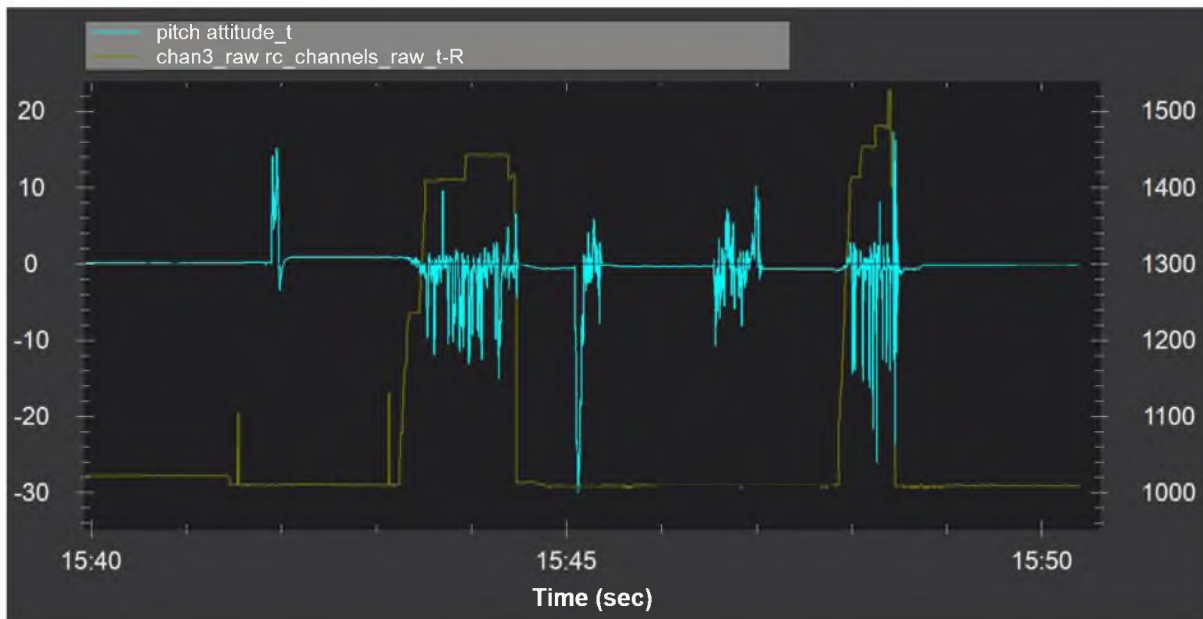 pitch attitude_t
chan3_raw rc_channels_raw_t-R
20 1500
10 1400
0 1300
-10 1200
-20 1100
-30 1000
15:40 15:45 15:50
Time (sec)